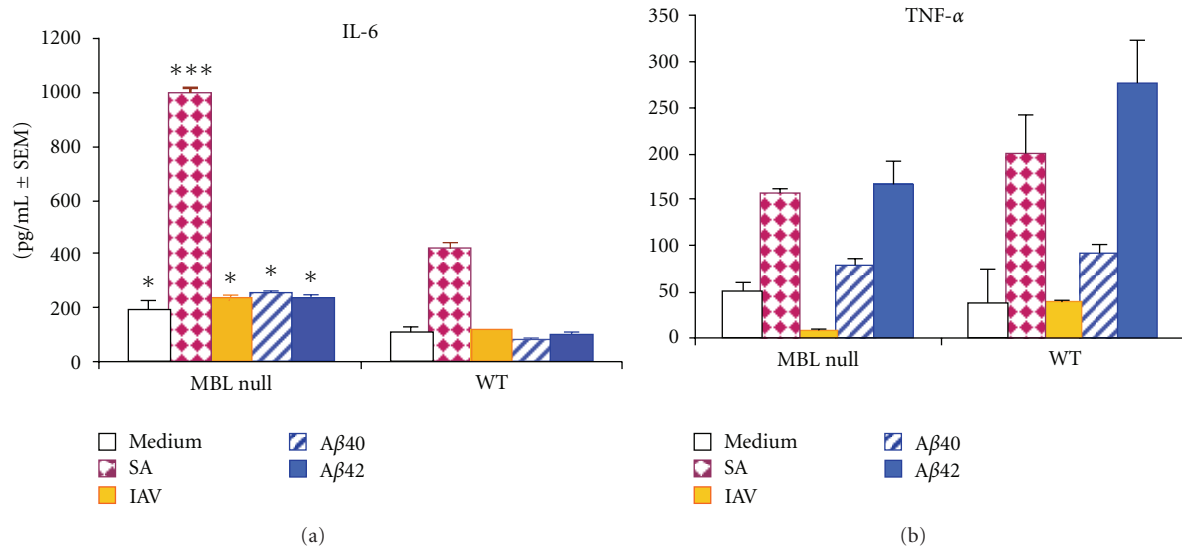 IL-6
(pg/mL ± SEM)
1200
1000
800
600
400
200
0
∗∗∗
∗
∗
∗
∗
MBL null
WT
Medium
SA
IAV
Aβ40
Aβ42
(a)
TNF-α
350
300
250
200
150
100
50
0
MBL null
WT
Medium
SA
IAV
Aβ40
Aβ42
(b)